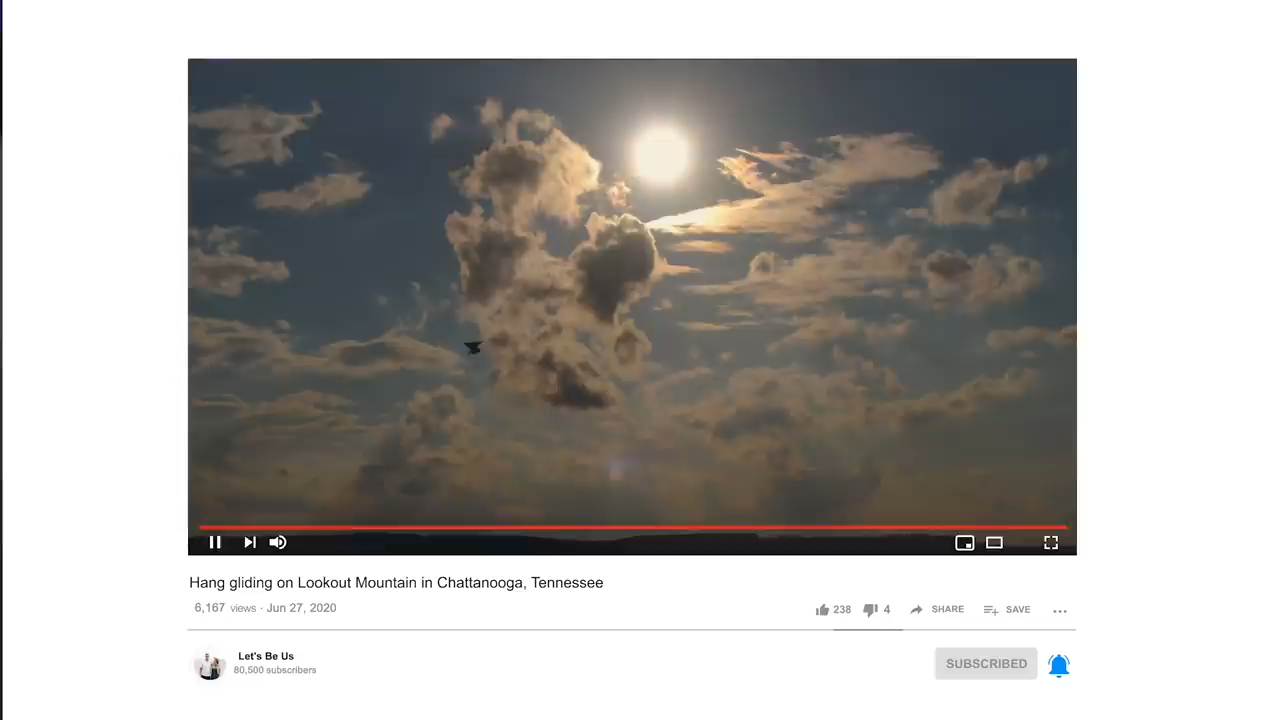 Hang gliding on Lookout Mountain in Chattanooga, Tennessee
6,167 views · Jun 27, 2020
238 4 SHARE SAVE ...
Let's Be Us
80,500 subscribers
SUBSCRIBED